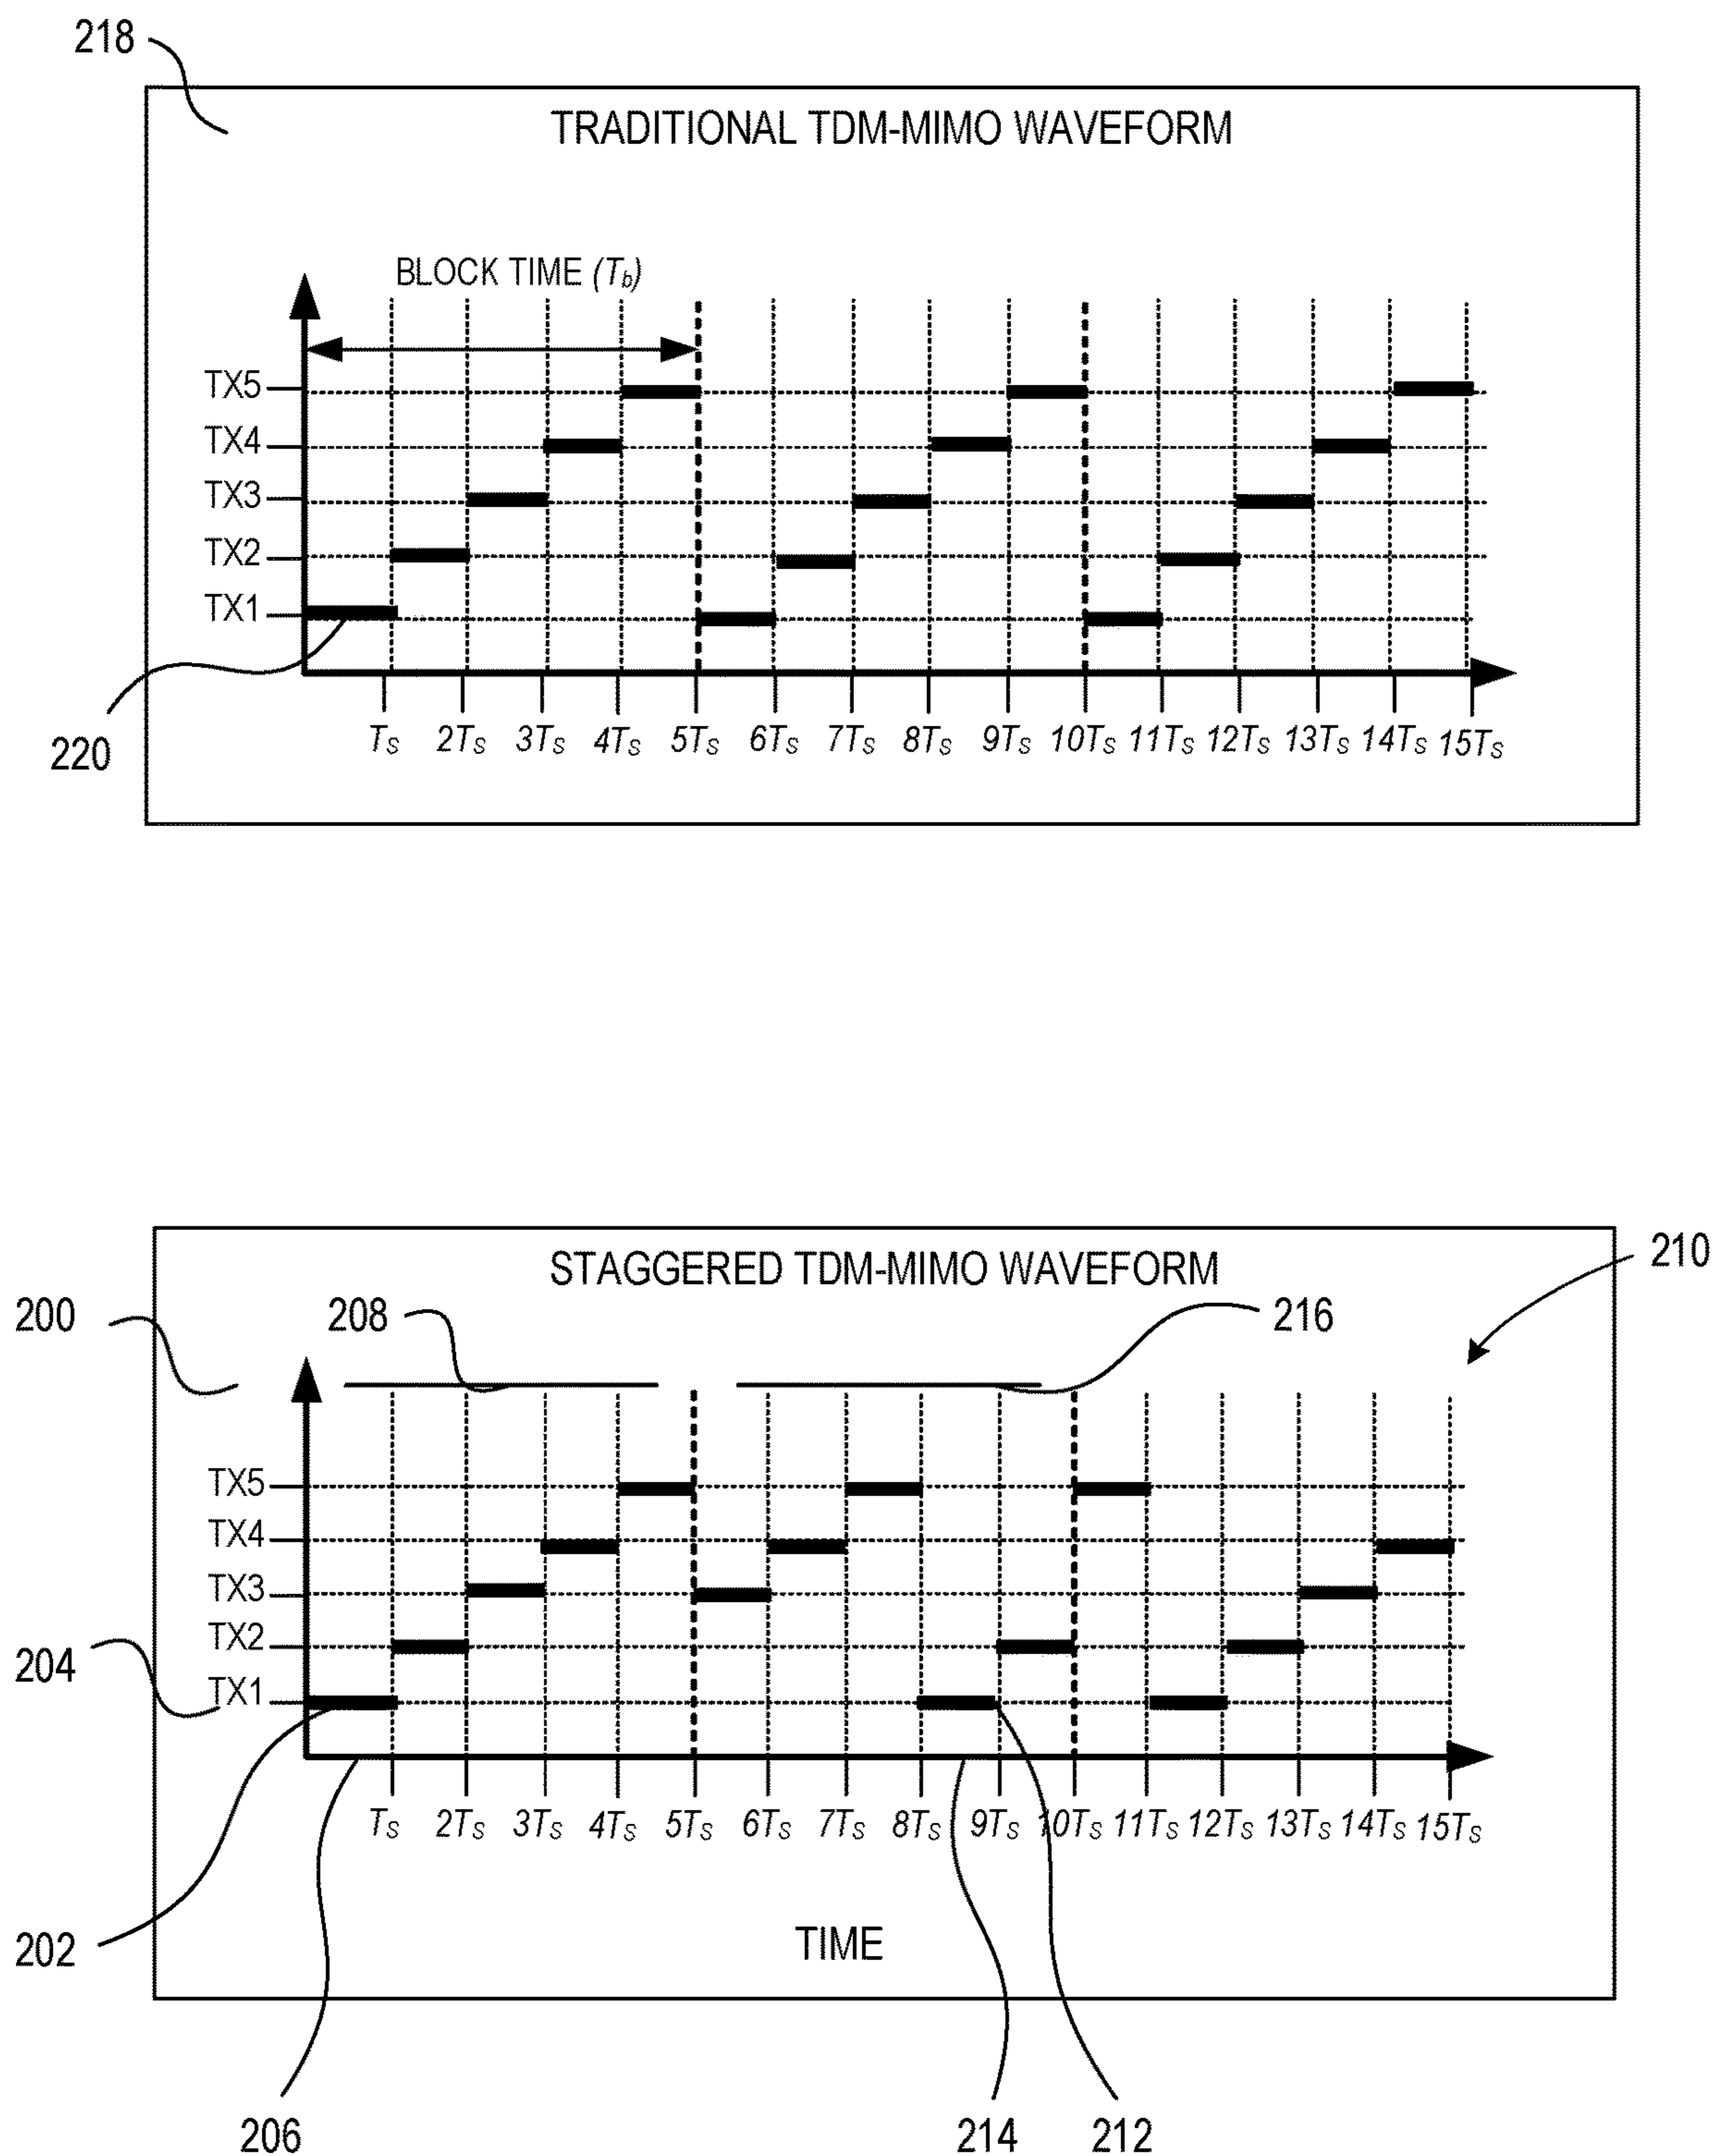 218
TRADITIONAL TDM-MIMO WAVEFORM
BLOCK TIME (Tb)
TX5
TX4
TX3
TX2
TX1
220
TS 2TS 3TS 4TS 5TS 6TS 7TS 8TS 9TS 10TS 11TS 12TS 13TS 14TS 15TS
STAGGERED TDM-MIMO WAVEFORM
210
200
208
216
TX5
TX4
TX3
TX2
204
TX1
TS 2TS 3TS 4TS 5TS 6TS 7TS 8TS 9TS 10TS 11TS 12TS 13TS 14TS 15TS
202
TIME
206
214
212